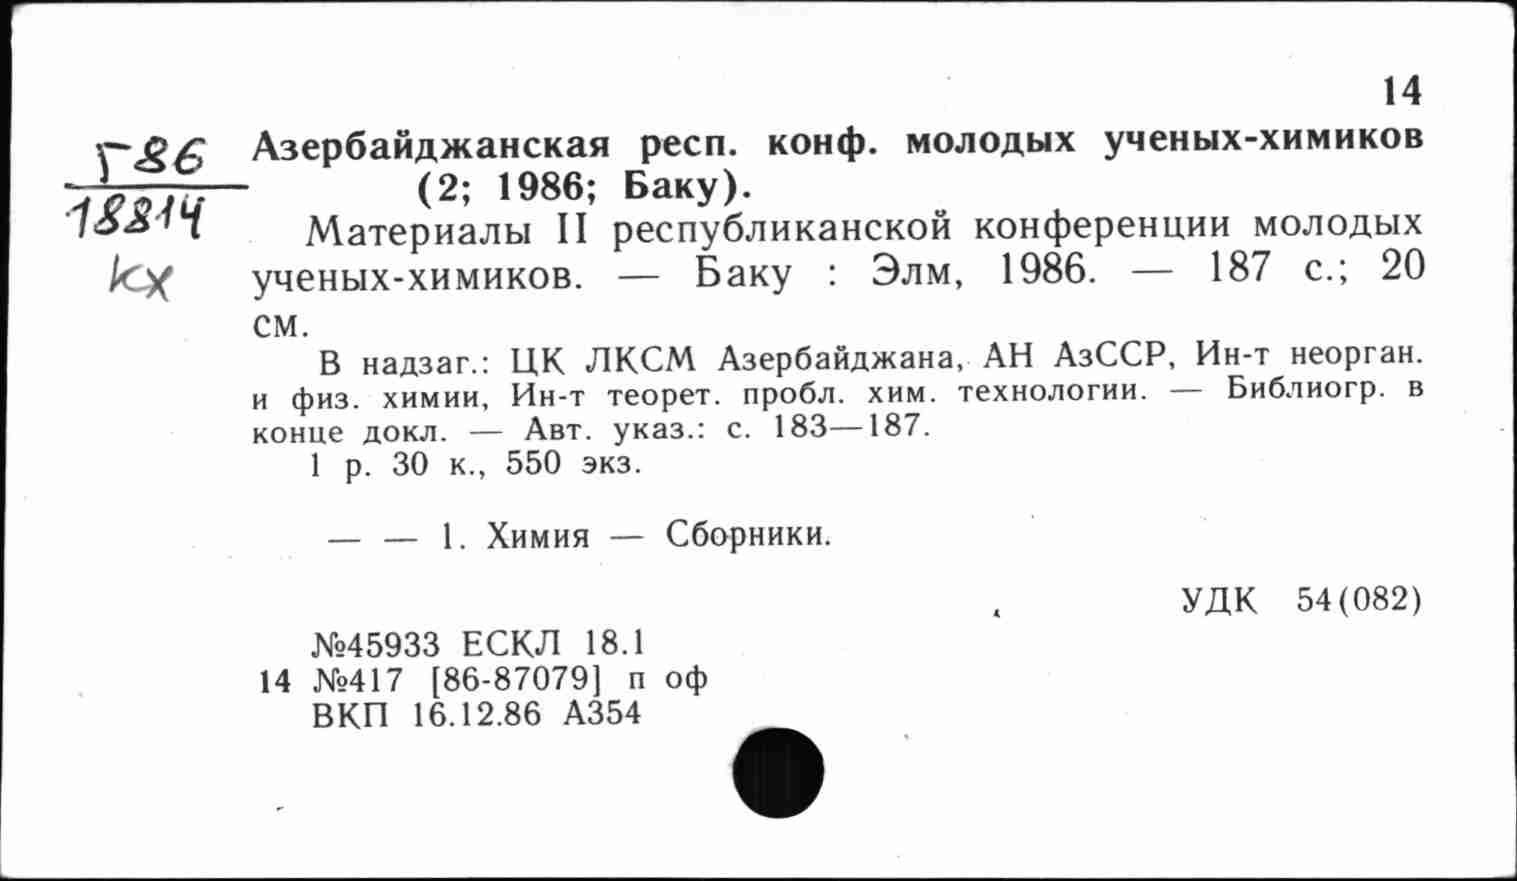 14
Г86
18814
кх
Азербайджанская респ. конф. молодых ученых-химиков
(2; 1986; Баку).
Материалы II республиканской конференции молодых
ученых-химиков. — Баку : Элм, 1986. — 187 с.; 20
см.
В надзаг.: ЦК ЛКСМ Азербайджана, АН АзССР, Ин-т неорган.
и физ. химии, Ин-т теорет. пробл. хим. технологии. — Библиогр. в
конце докл. — Авт. указ.: с. 183—187.
1 р. 30 к., 550 экз.
— — 1. Химия — Сборники.
УДК 54(082)
№45933 ЕСКЛ 18.1
14 №417 [86-87079] п оф
ВКП 16.12.86 А354